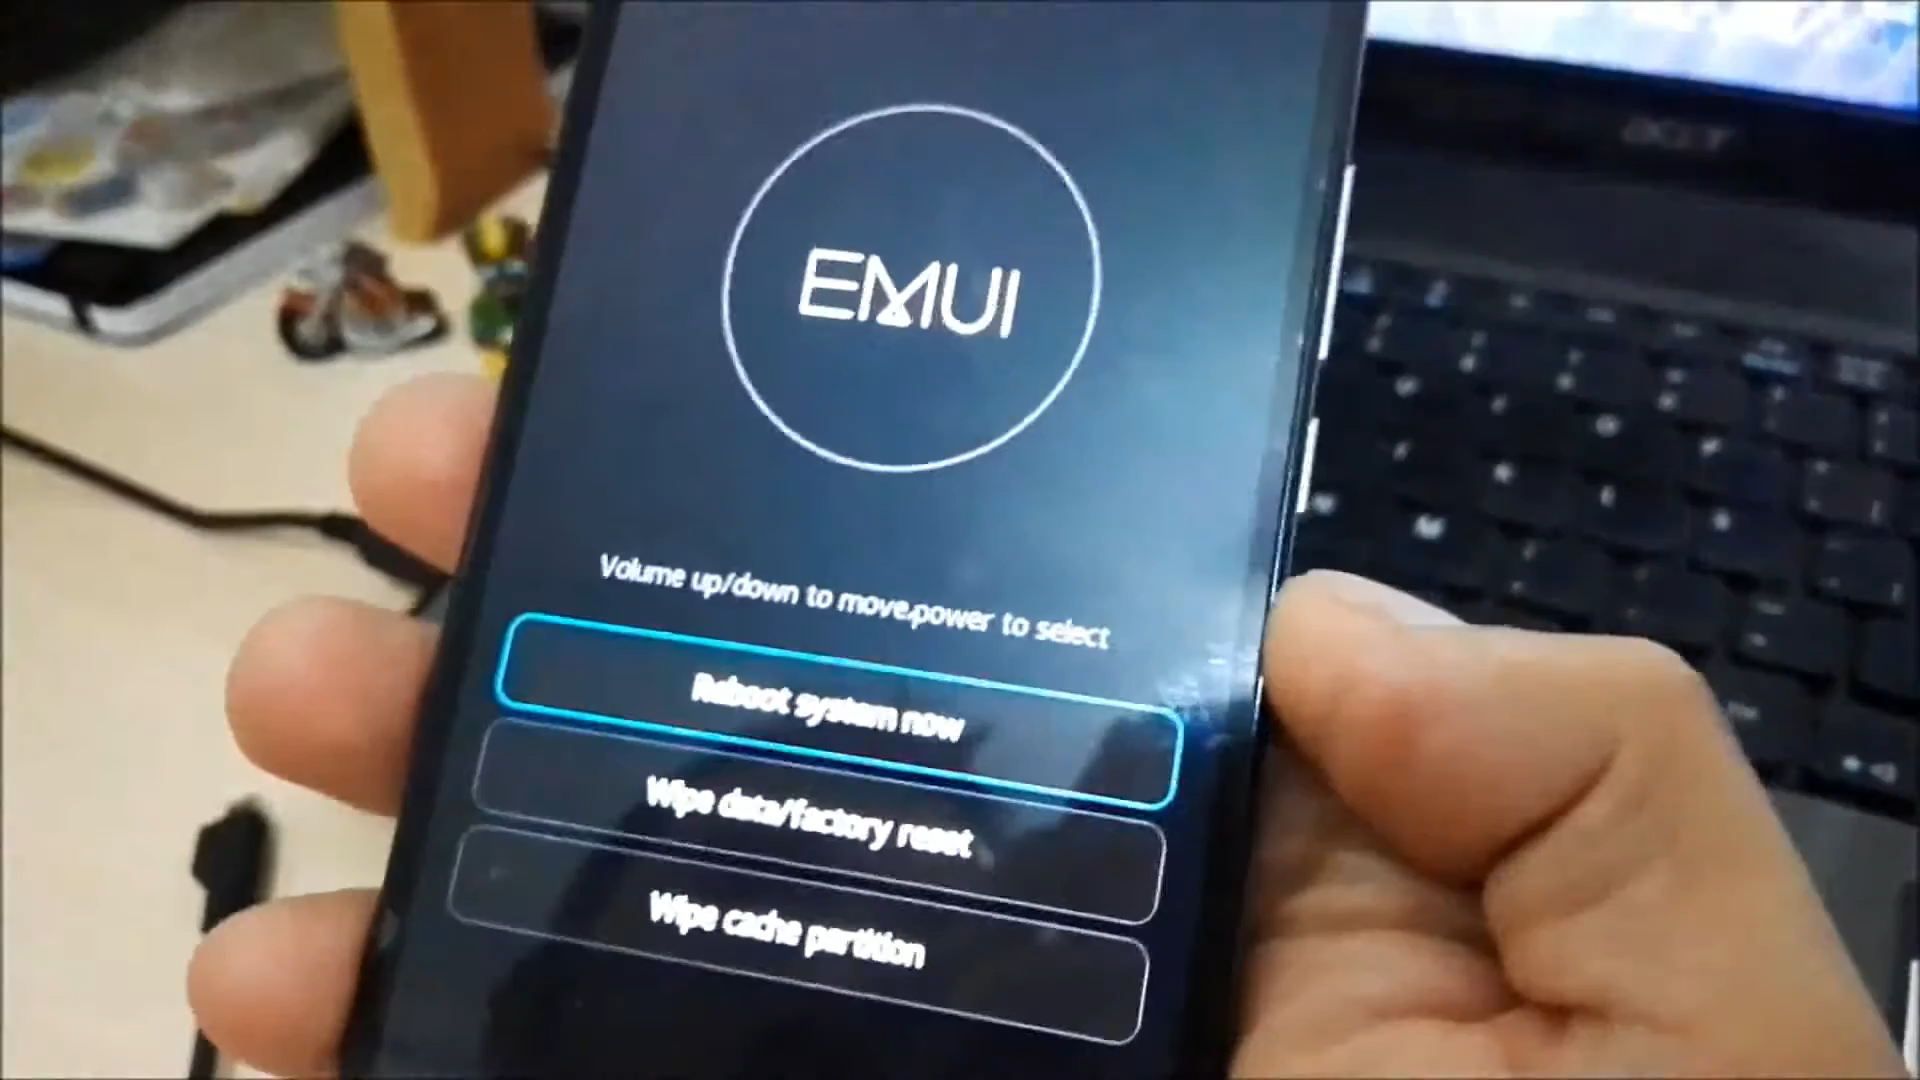 acer
EMUI
Volume up/down to move,power to select
Reboot system now
Wipe data/factory reset
Wipe cache partition